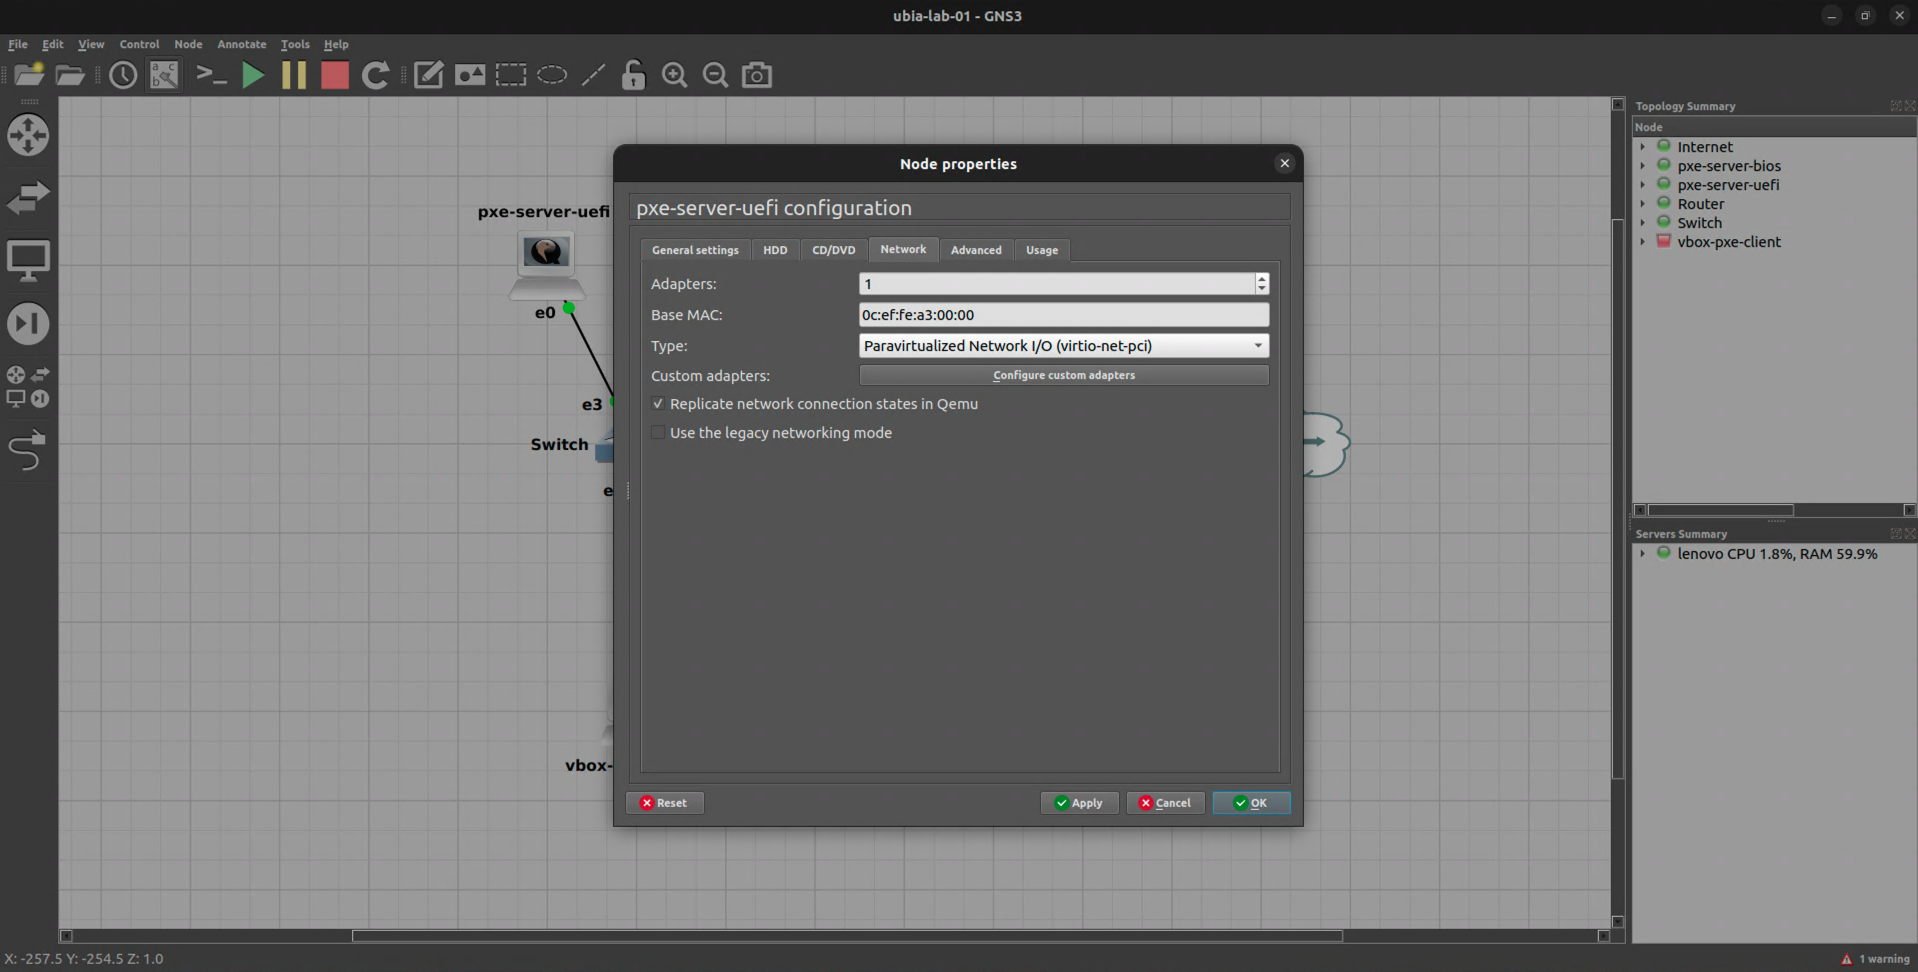 ubia-lab-01 - GNS3
File Edit View Control Node Annotate Tools Help
Topology Summary
Node
Internet
pxe-server-bios
pxe-server-uefi
Router
Switch
vbox-pxe-client
Servers Summary
lenovo CPU 1.8%, RAM 59.9%
pxe-server-uefi
e0
e3
Switch
e
vbox-
Node properties
pxe-server-uefi configuration
General settings HDD CD/DVD Network Advanced Usage
Adapters: 1
Base MAC: 0c:ef:fe:a3:00:00
Type: Paravirtualized Network I/O (virtio-net-pci)
Custom adapters: Configure custom adapters
Replicate network connection states in Qemu
Use the legacy networking mode
Reset Apply Cancel OK
X: -257.5 Y: -254.5 Z: 1.0
1 warning